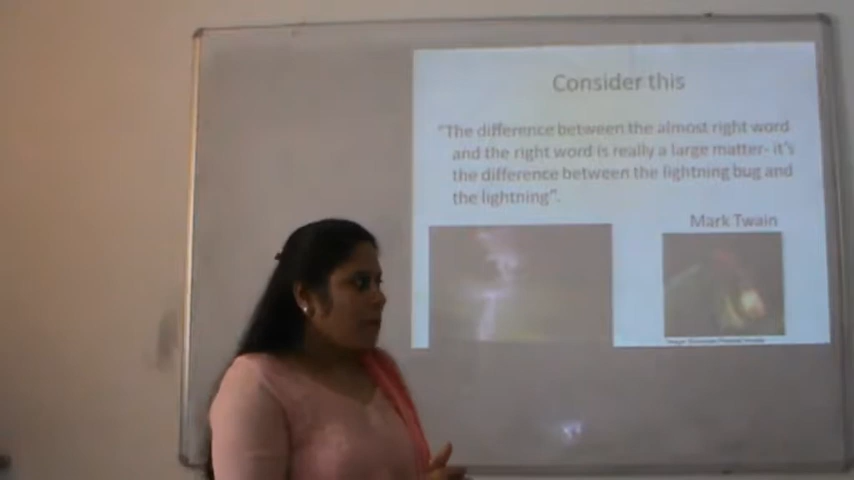 Consider this
"The difference between the almost right word
and the right word is really a large matter- it's
the difference between the lightning bug and
the lightning".
Mark Twain